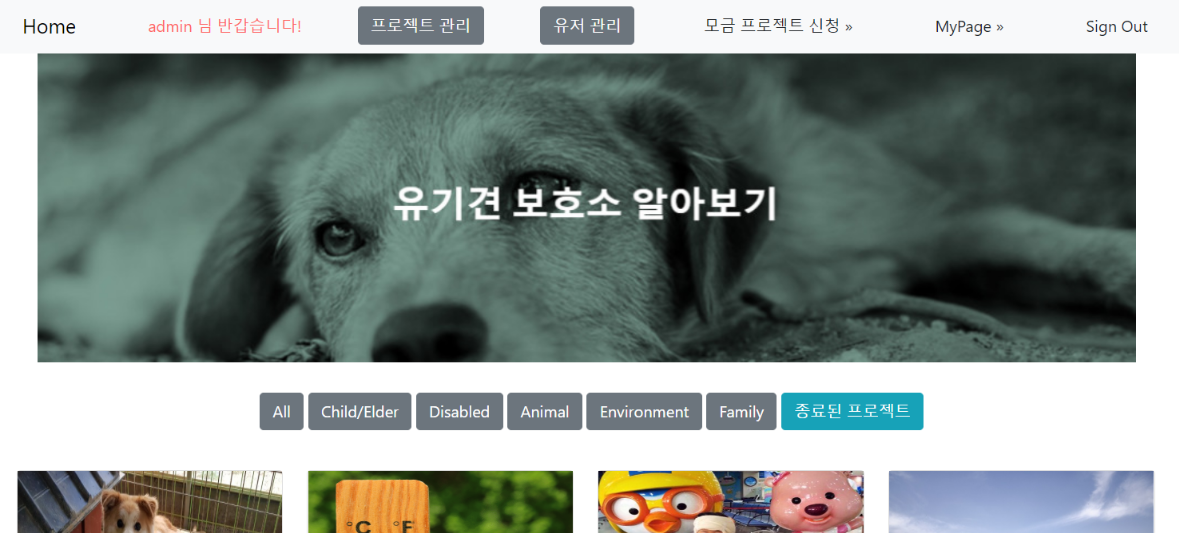 Home admin 님 반갑습니다! 프로젝트 관리 유저 관리 모금 프로젝트 신청 » MyPage » Sign Out
유기견 보호소 알아보기
All Child/Elder Disabled Animal Environment Family 종료된 프로젝트
°C °F